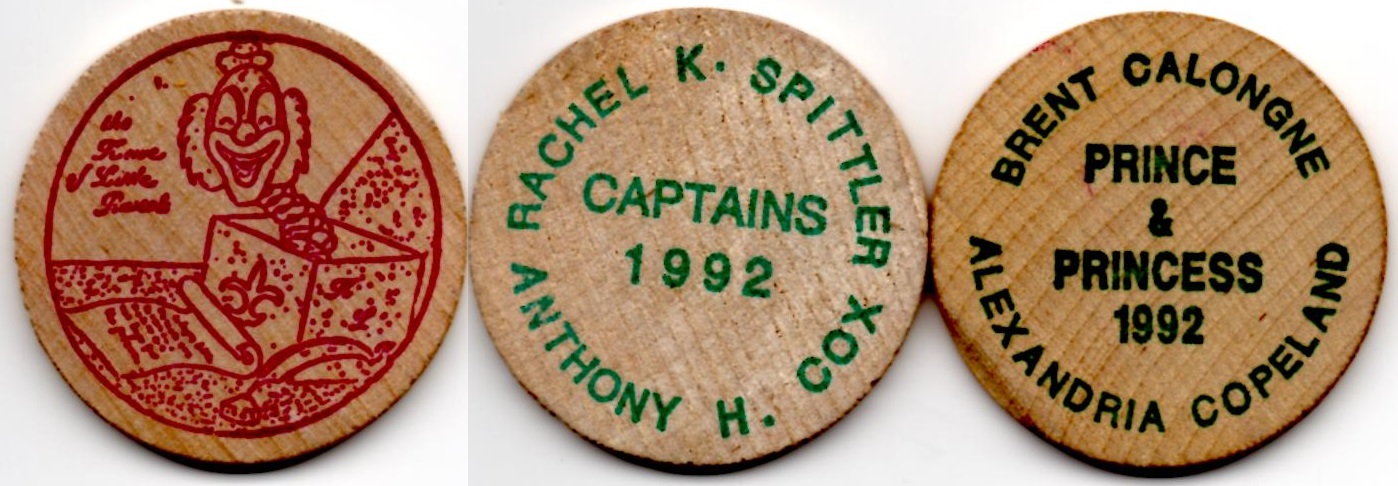 the
Krewe
of Little
Rascals
RACHEL K. SPITTLER
CAPTAINS
1992
ANTHONY H. COX
BRENT CALONGNE
PRINCE
&
PRINCESS
1992
ALEXANDRIA COPELAND